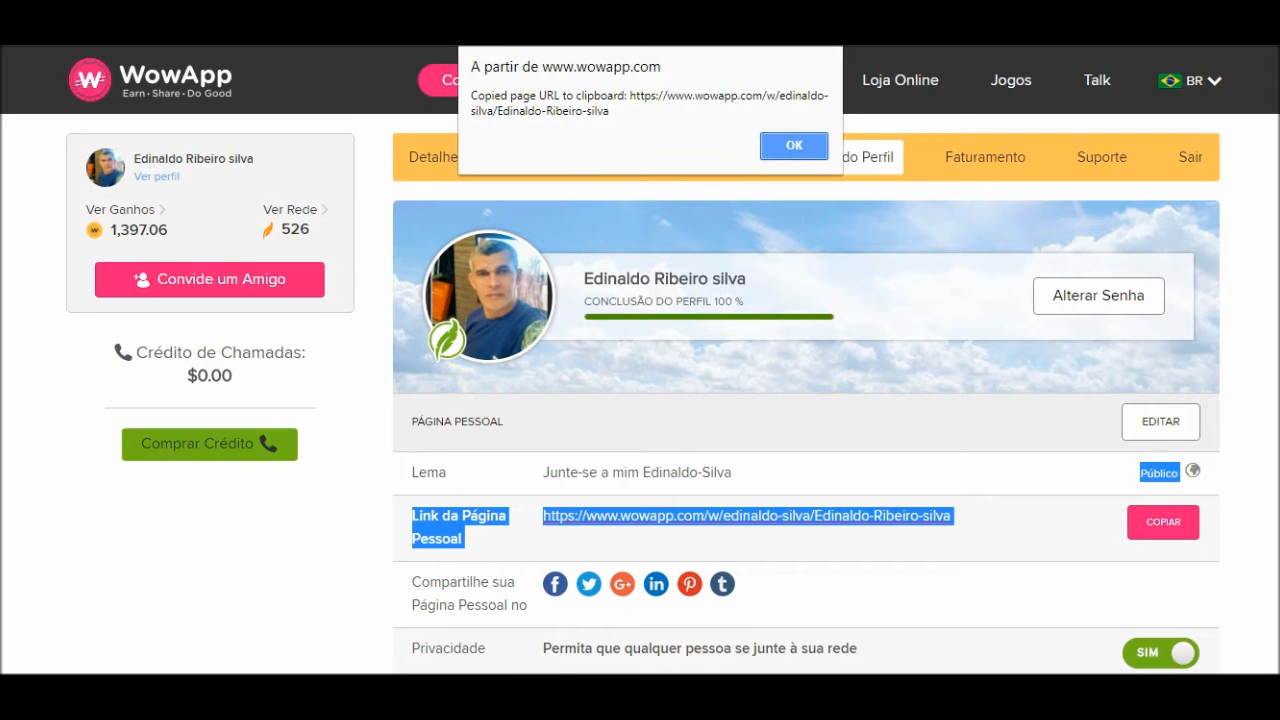 WowApp
Earn · Share · Do Good
Co
Loja Online
Jogos
Talk
BR
A partir de www.wowapp.com
Copied page URL to clipboard: https://www.wowapp.com/w/edinaldo-
silva/Edinaldo-Ribeiro-silva
OK
Detalhe
do Perfil
Faturamento
Suporte
Sair
Edinaldo Ribeiro silva
Ver perfil
Ver Ganhos
Ver Rede
1,397.06
526
Convide um Amigo
Crédito de Chamadas:
$0.00
Comprar Crédito
Edinaldo Ribeiro silva
CONCLUSÃO DO PERFIL 100 %
Alterar Senha
PÁGINA PESSOAL
EDITAR
Lema
Junte-se a mim Edinaldo-Silva
Público
Link da Página
Pessoal
https://www.wowapp.com/w/edinaldo-silva/Edinaldo-Ribeiro-silva
COPIAR
Compartilhe sua
Página Pessoal no
Privacidade
Permita que qualquer pessoa se junte à sua rede
SIM